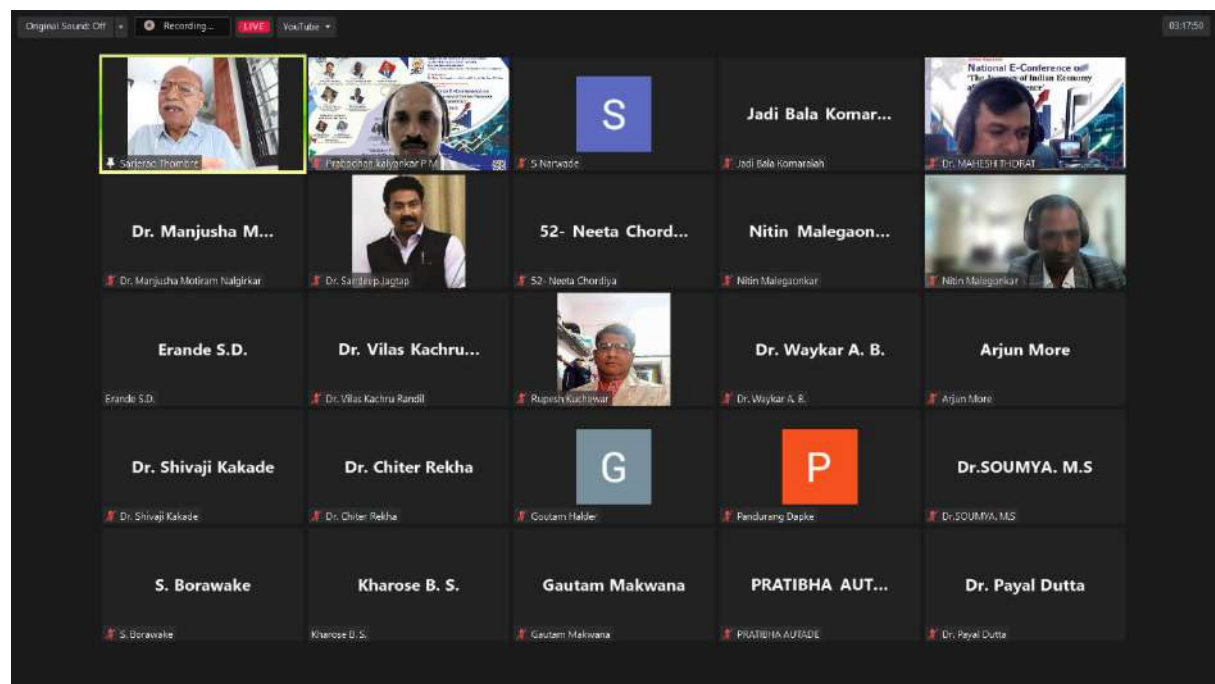 Original Sound: Off
Recording...
LIVE
YouTube
03:17:50
Sarjerao Thombre
Prabodhan kalyankar P M
S
S Narwade
Jadi Bala Komar...
Jadi Bala Komaraiah
National E-Conference on
Dr. MAHESH THORAT
Dr. Manjusha M...
Dr. Manjusha Motiram Nalgirkar
Dr. Sandeep Jagtap
52- Neeta Chord...
52- Neeta Chordiya
Nitin Malegaon...
Nitin Malegaonkar
Nitin Malegonkar
Erande S.D.
Erande S.D.
Dr. Vilas Kachru...
Dr. Vilas Kachru Randil
Rupesh Kuchewar
Dr. Waykar A. B.
Dr. Waykar A. B.
Arjun More
Arjun More
Dr. Shivaji Kakade
Dr. Shivaji Kakade
Dr. Chiter Rekha
Dr. Chiter Rekha
G
Goutam Halder
P
Pandurang Dapke
Dr.SOUMYA. M.S
Dr.SOUMYA. M.S
S. Borawake
S. Borawake
Kharose B. S.
Kharose B. S.
Gautam Makwana
Gautam Makwana
PRATIBHA AUT...
PRATIBHA AUTADE
Dr. Payal Dutta
Dr. Payal Dutta